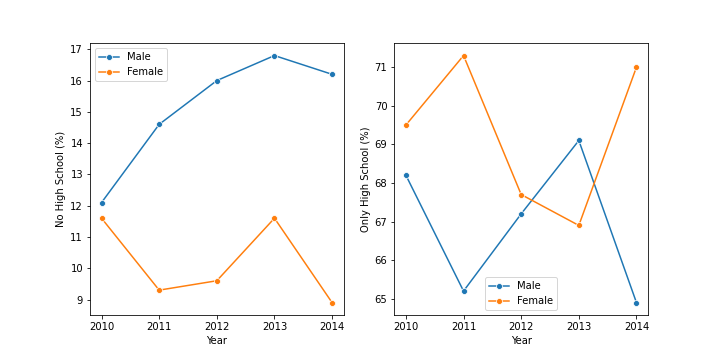 No High School (%)
17
16
15
14
13
12
11
10
9
Male
Female
2010 2011 2012 2013 2014
Year
Only High School (%)
71
70
69
68
67
66
65
Male
Female
2010 2011 2012 2013 2014
Year